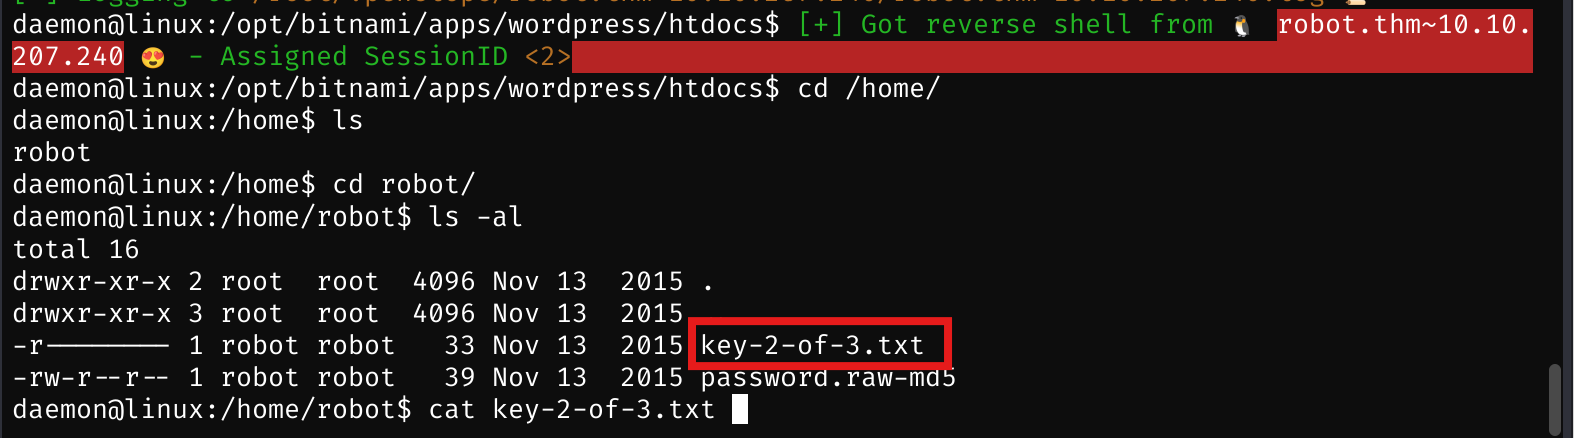 daemon@linux:/opt/bitnami/apps/wordpress/htdocs$ [+] Got reverse shell from 🐧 robot.thm~10.10.
207.240 😍 - Assigned SessionID <2>
daemon@linux:/opt/bitnami/apps/wordpress/htdocs$ cd /home/
daemon@linux:/home$ ls
robot
daemon@linux:/home$ cd robot/
daemon@linux:/home/robot$ ls -al
total 16
drwxr-xr-x 2 root  root  4096 Nov 13  2015 .
drwxr-xr-x 3 root  root  4096 Nov 13  2015
-r-------- 1 robot robot   33 Nov 13  2015 key-2-of-3.txt
-rw-r--r-- 1 robot robot   39 Nov 13  2015 password.raw-md5
daemon@linux:/home/robot$ cat key-2-of-3.txt